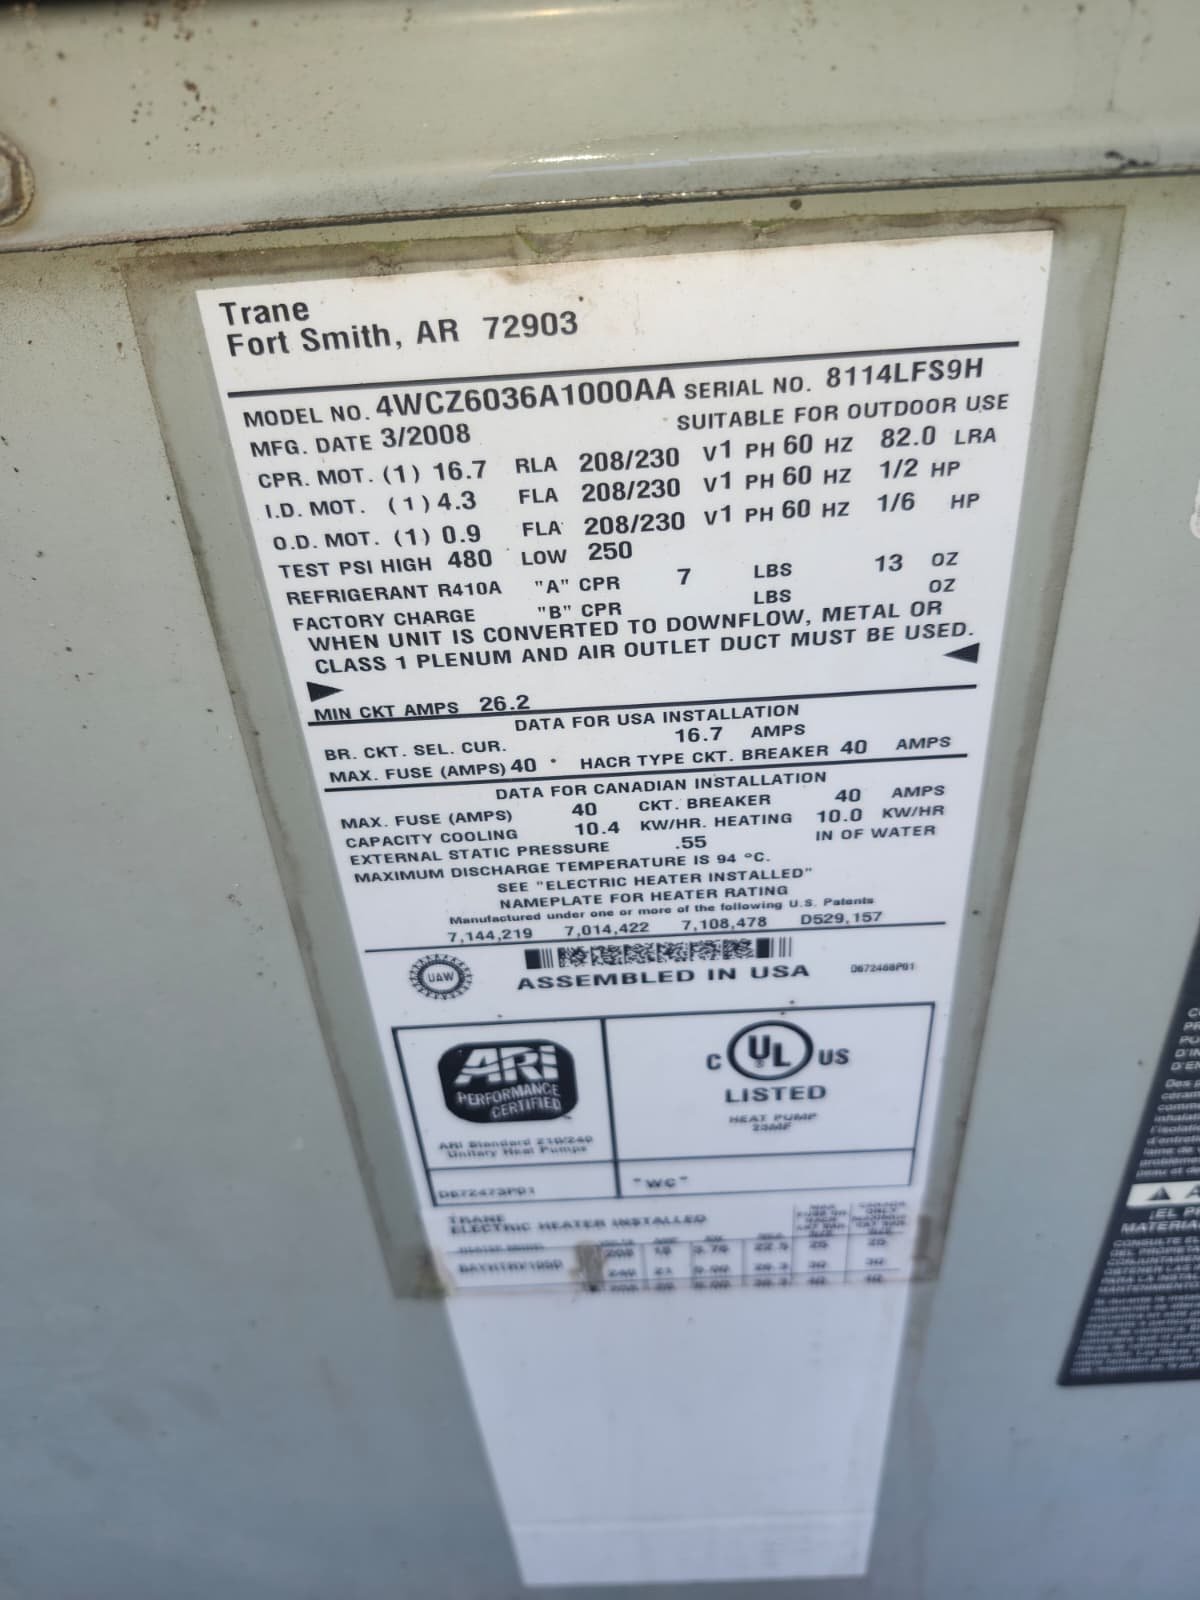 Trane
Fort Smith, AR 72903
MODEL NO. 4WCZ6036A1000AA SERIAL NO. 8114LFS9H
MFG. DATE 3/2008 SUITABLE FOR OUTDOOR USE
CPR. MOT. (1) 16.7 RLA 208/230 V1 PH 60 HZ 82.0 LRA
I.D. MOT. (1) 4.3 FLA 208/230 V1 PH 60 HZ 1/2 HP
O.D. MOT. (1) 0.9 FLA 208/230 V1 PH 60 HZ 1/6 HP
TEST PSI HIGH 480 LOW 250
REFRIGERANT R410A "A" CPR 7 LBS 13 OZ
FACTORY CHARGE "B" CPR LBS OZ
WHEN UNIT IS CONVERTED TO DOWNFLOW, METAL OR
CLASS 1 PLENUM AND AIR OUTLET DUCT MUST BE USED.
MIN CKT AMPS 26.2
DATA FOR USA INSTALLATION
BR. CKT. SEL. CUR. 16.7 AMPS
MAX. FUSE (AMPS) 40 * HACR TYPE CKT. BREAKER 40 AMPS
DATA FOR CANADIAN INSTALLATION
MAX. FUSE (AMPS) 40 CKT. BREAKER 40 AMPS
CAPACITY COOLING 10.4 KW/HR. HEATING 10.0 KW/HR
EXTERNAL STATIC PRESSURE .55 IN OF WATER
MAXIMUM DISCHARGE TEMPERATURE IS 94 °C.
SEE "ELECTRIC HEATER INSTALLED"
NAMEPLATE FOR HEATER RATING
Manufactured under one or more of the following U.S. Patents
7,144,219 7,014,422 7,108,478 D529,157
UAW
ASSEMBLED IN USA D672468P01
ARI
PERFORMANCE
CERTIFIED
ARI Standard 210/240
Unitary Heat Pumps
C UL US
LISTED
HEAT PUMP
23MF
D672473P01 "WC"
TRANE
ELECTRIC HEATER INSTALLED